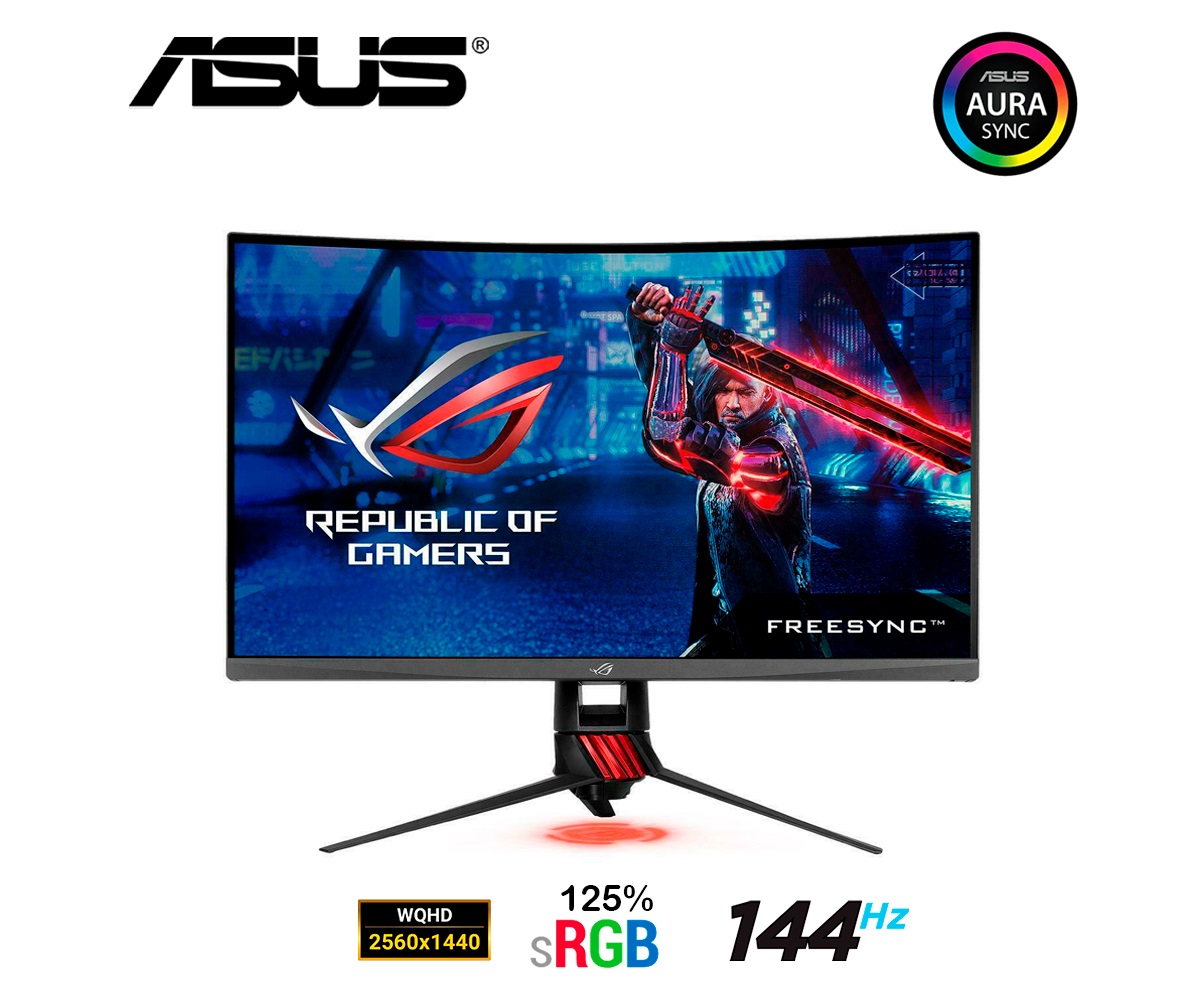 ASUS®
ASUS
AURA
SYNC
REPUBLIC OF
GAMERS
FREESYNC™
WQHD
2560x1440
125%
sRGB
144Hz